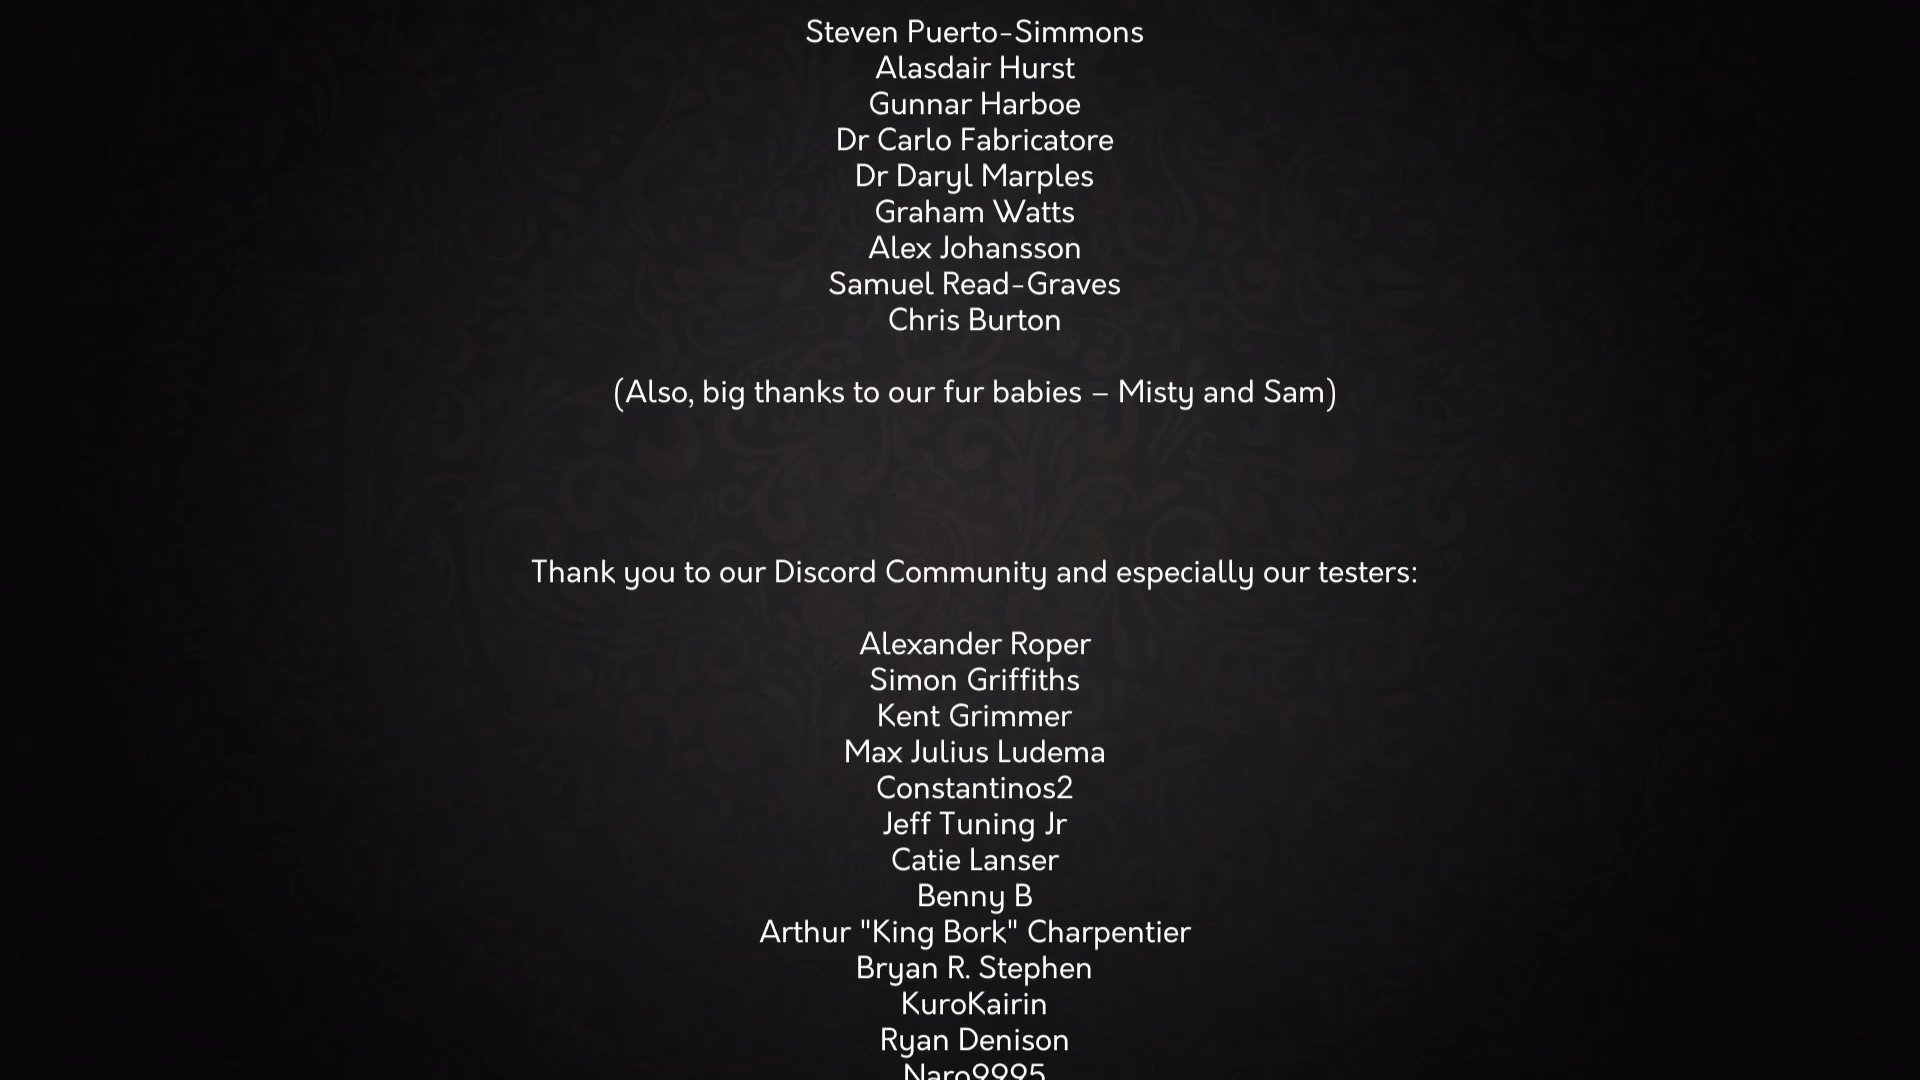 Steven Puerto-Simmons
Alasdair Hurst
Gunnar Harboe
Dr Carlo Fabricatore
Dr Daryl Marples
Graham Watts
Alex Johansson
Samuel Read-Graves
Chris Burton
(Also, big thanks to our fur babies – Misty and Sam)
Thank you to our Discord Community and especially our testers:
Alexander Roper
Simon Griffiths
Kent Grimmer
Max Julius Ludema
Constantinos2
Jeff Tuning Jr
Catie Lanser
Benny B
Arthur "King Bork" Charpentier
Bryan R. Stephen
KuroKairin
Ryan Denison